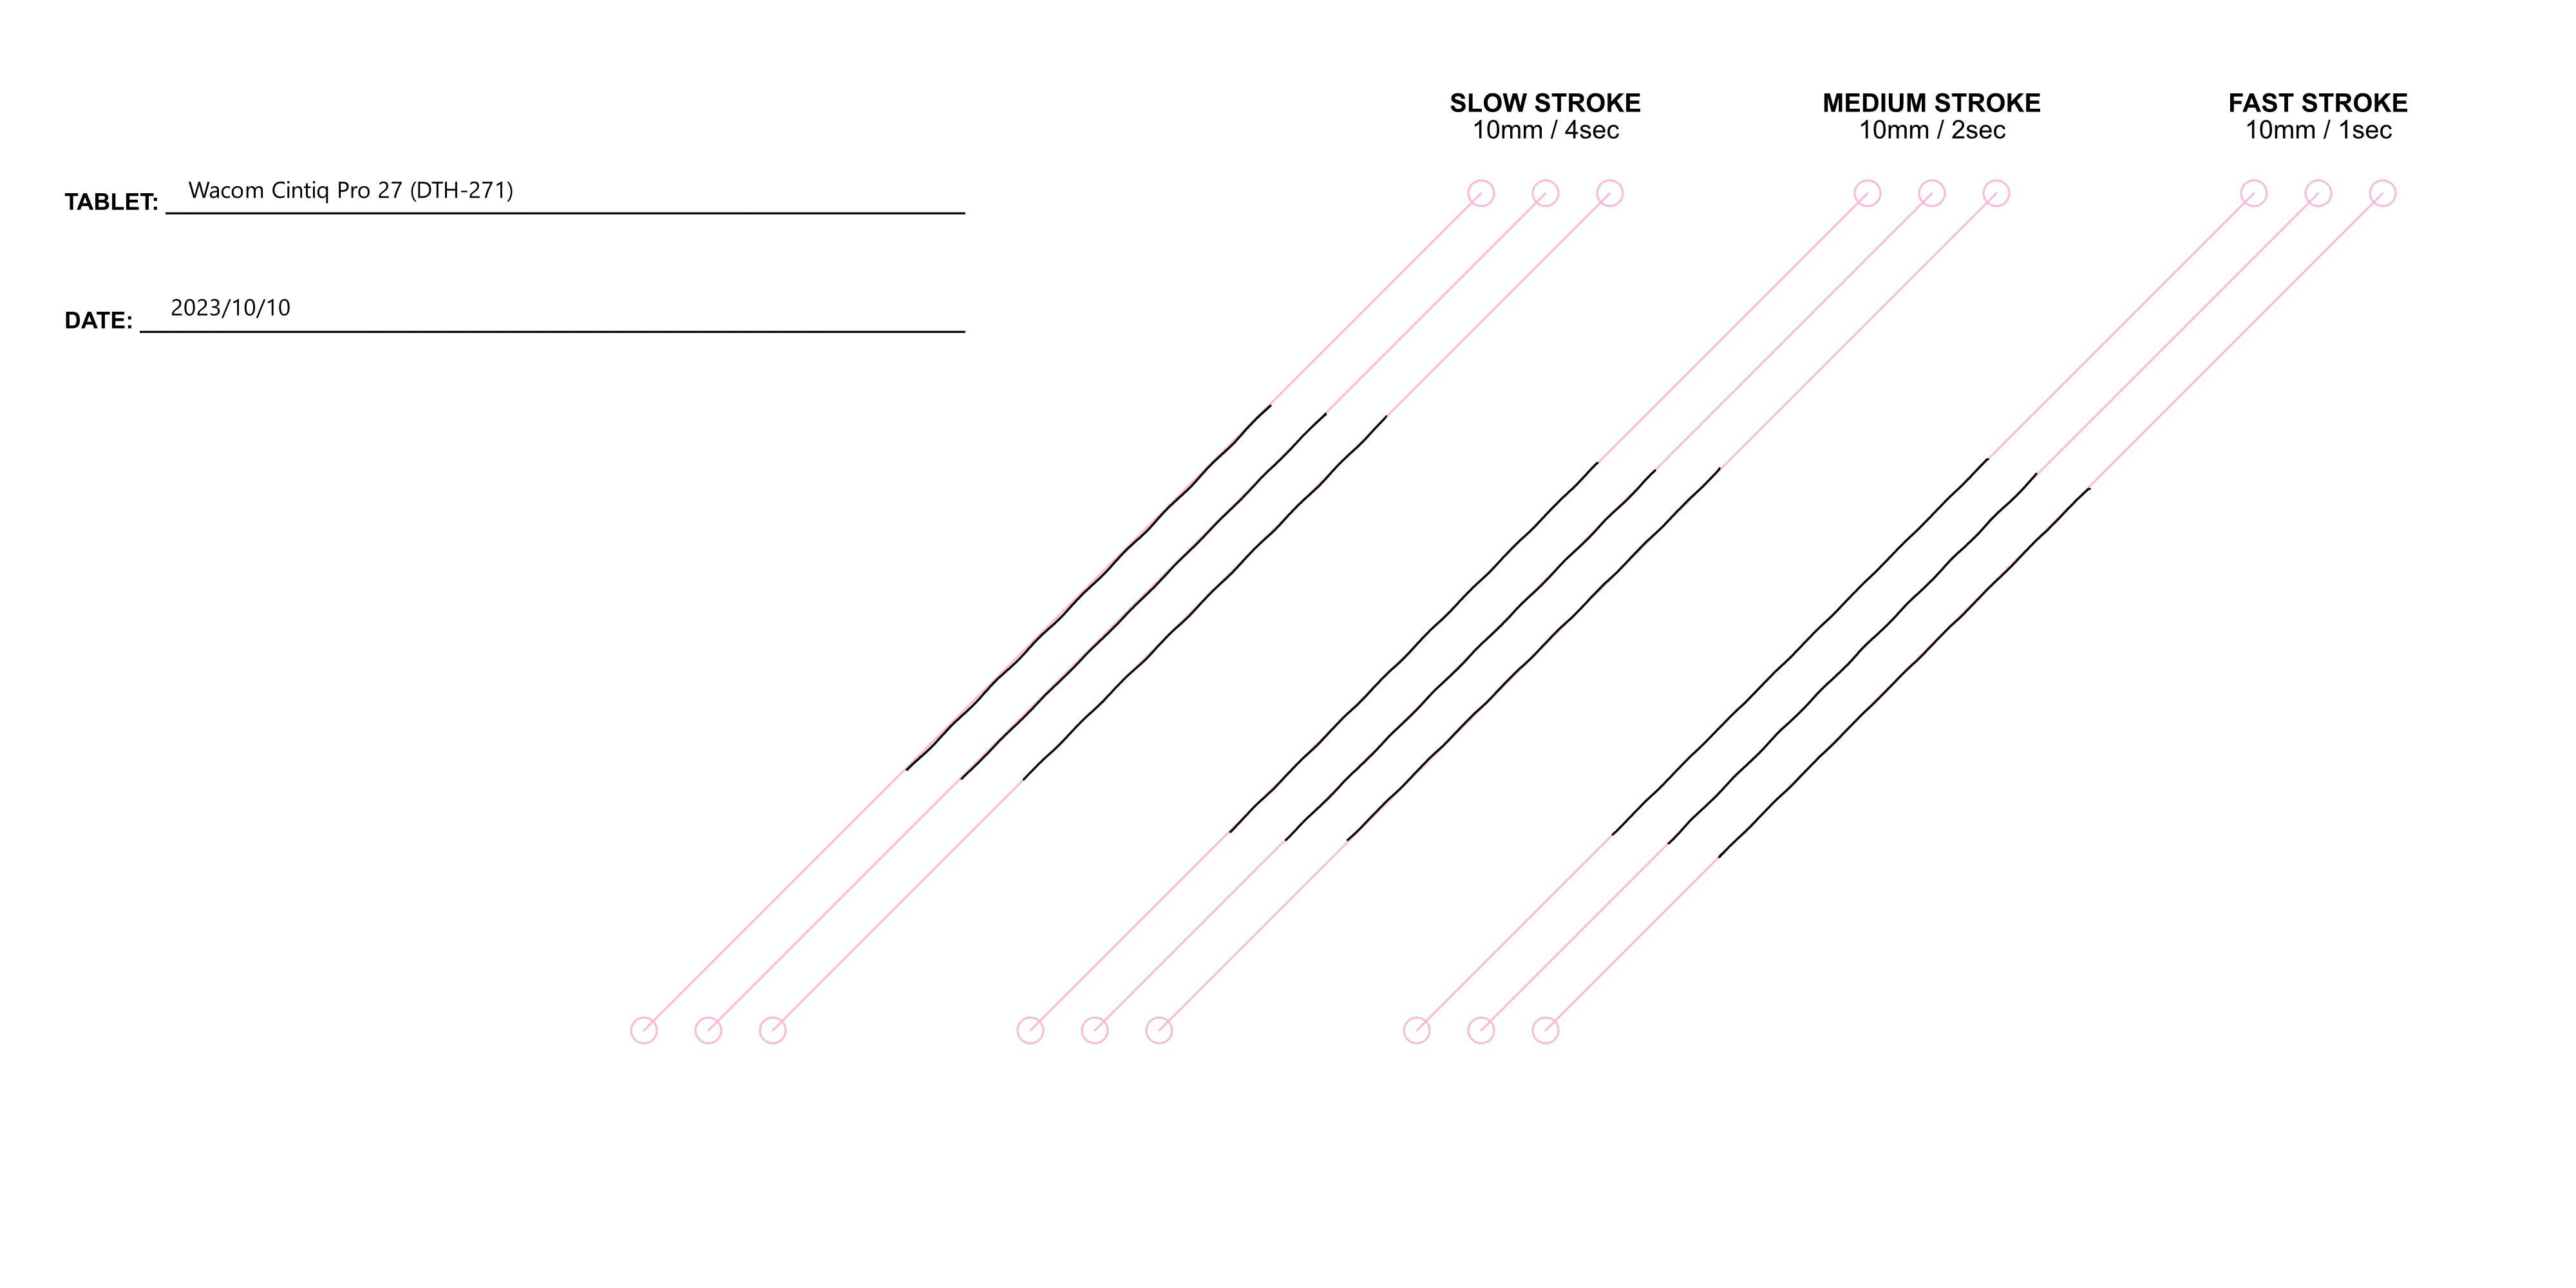 SLOW STROKE
10mm / 4sec
MEDIUM STROKE
10mm / 2sec
FAST STROKE
10mm / 1sec
TABLET: Wacom Cintiq Pro 27 (DTH-271)
DATE: 2023/10/10